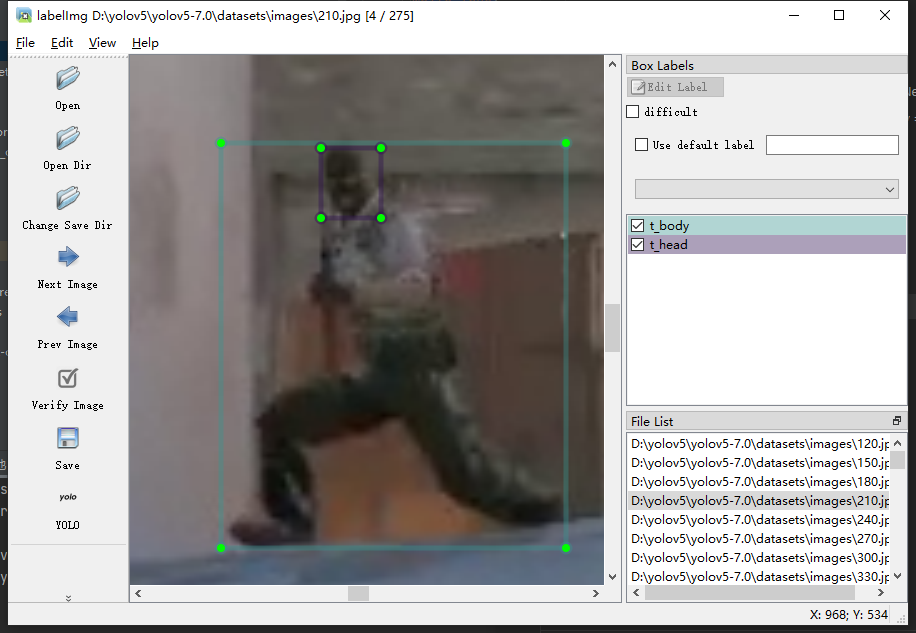 labelImg D:\yolov5\yolov5-7.0\datasets\images\210.jpg [4 / 275]
File Edit View Help
Open
Open Dir
Change Save Dir
Next Image
Prev Image
Verify Image
Save
yolo
YOLO
Box Labels
Edit Label
difficult
Use default label
t_body
t_head
File List
D:\yolov5\yolov5-7.0\datasets\images\120.jp
D:\yolov5\yolov5-7.0\datasets\images\150.jp
D:\yolov5\yolov5-7.0\datasets\images\180.jp
D:\yolov5\yolov5-7.0\datasets\images\210.jp
D:\yolov5\yolov5-7.0\datasets\images\240.jp
D:\yolov5\yolov5-7.0\datasets\images\270.jp
D:\yolov5\yolov5-7.0\datasets\images\300.jp
D:\yolov5\yolov5-7.0\datasets\images\330.jp
X: 968; Y: 534